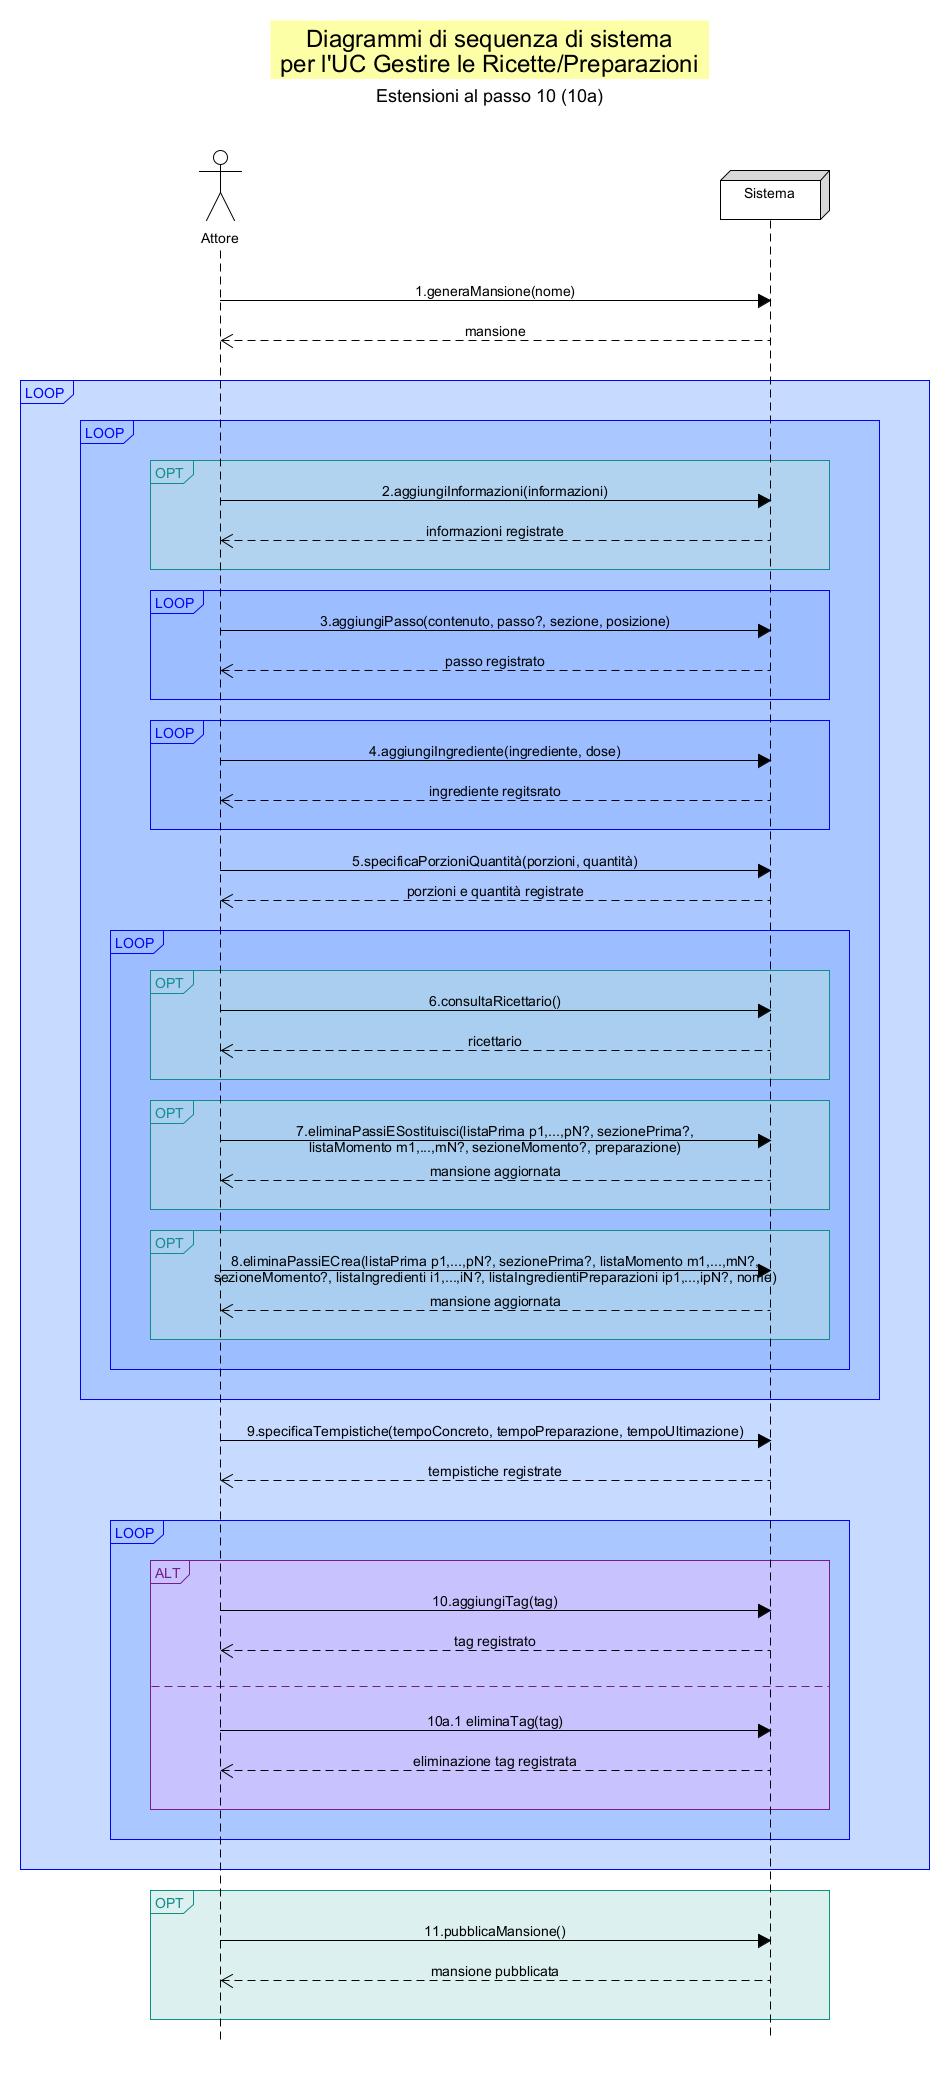 Diagrammi di sequenza di sistema
per l'UC Gestire le Ricette/Preparazioni
Estensioni al passo 10 (10a)
Sistema
Attore
1.generaMansione(nome)
mansione
LOOP
LOOP
OPT
2.aggiungiInformazioni(informazioni)
informazioni registrate
LOOP
3.aggiungiPasso(contenuto, passo?, sezione, posizione)
passo registrato
LOOP
4.aggiungiIngrediente(ingrediente, dose)
ingrediente regitsrato
5.specificaPorzioniQuantità(porzioni, quantità)
porzioni e quantità registrate
LOOP
OPT
6.consultaRicettario()
ricettario
OPT
7.eliminaPassiESostituisci(listaPrima p1,...,pN?, sezionePrima?,
listaMomento m1,...,mN?, sezioneMomento?, preparazione)
mansione aggiornata
OPT
8.eliminaPassiECrea(listaPrima p1,...,pN?, sezionePrima?, listaMomento m1,...,mN?,
sezioneMomento?, listaIngredienti i1,...,iN?, listaIngredientiPreparazioni ip1,...,ipN?, nome)
mansione aggiornata
9.specificaTempistiche(tempoConcreto, tempoPreparazione, tempoUltimazione)
tempistiche registrate
LOOP
ALT
10.aggiungiTag(tag)
tag registrato
10a.1 eliminaTag(tag)
eliminazione tag registrata
OPT
11.pubblicaMansione()
mansione pubblicata